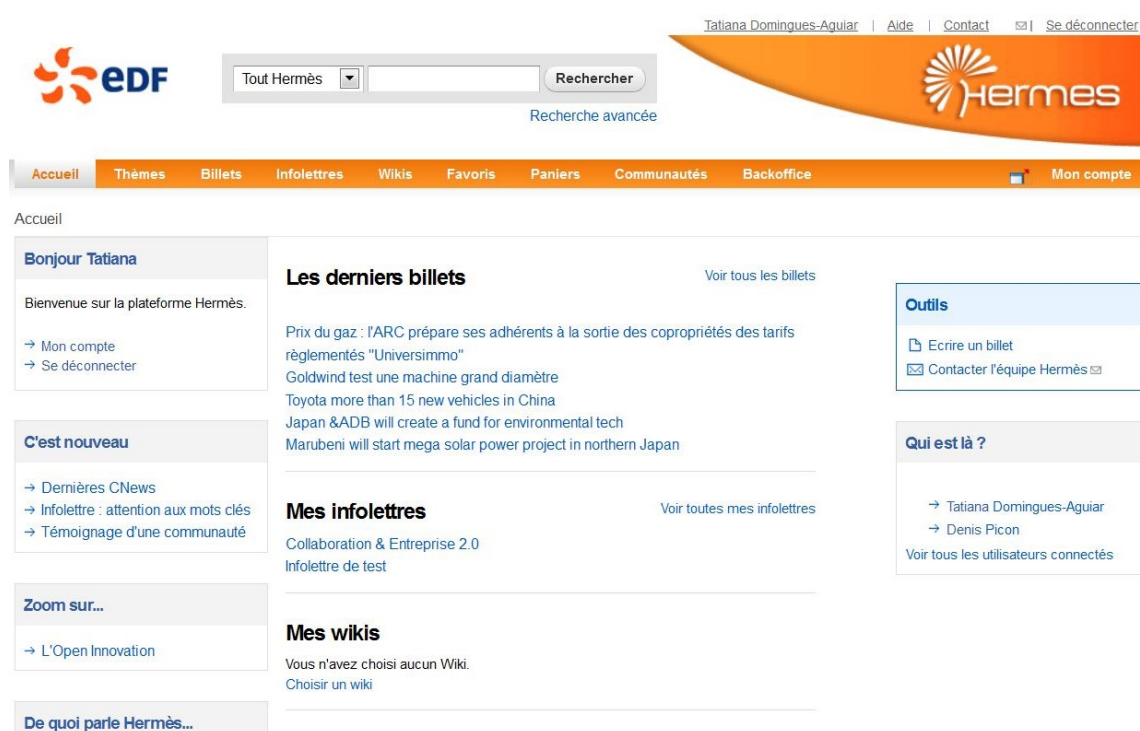 Tatiana Domingues-Aguiar | Aide | Contact | Se déconnecter
edf
Tout Hermès
Rechercher
Recherche avancée
Hermes
Accueil Thèmes Billets Infolettres Wikis Favoris Paniers Communautés Backoffice Mon compte
Accueil
Bonjour Tatiana
Bienvenue sur la plateforme Hermès.
→ Mon compte
→ Se déconnecter
C'est nouveau
→ Dernières CNews
→ Infolettre : attention aux mots clés
→ Témoignage d'une communauté
Zoom sur...
→ L'Open Innovation
De quoi parle Hermès...
Les derniers billets
Voir tous les billets
Prix du gaz : l'ARC prépare ses adhérents à la sortie des copropriétés des tarifs
règlementés "Universimmo"
Goldwind test une machine grand diamètre
Toyota more than 15 new vehicles in China
Japan &ADB will create a fund for environmental tech
Marubeni will start mega solar power project in northern Japan
Mes infolettres
Voir toutes mes infolettres
Collaboration & Entreprise 2.0
Infolettre de test
Mes wikis
Vous n'avez choisi aucun Wiki.
Choisir un wiki
Outils
Ecrire un billet
Contacter l'équipe Hermès
Qui est là ?
→ Tatiana Domingues-Aguiar
→ Denis Picon
Voir tous les utilisateurs connectés